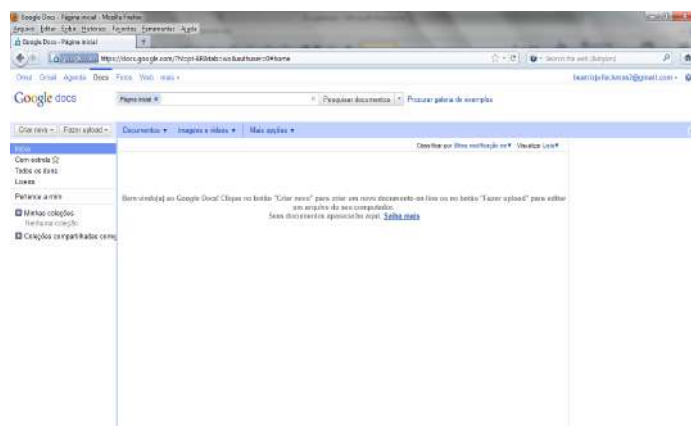 Google Docs - Página inicial - Mozilla Firefox
Arquivo Editar Exibir Histórico Favoritos Ferramentas Ajuda
Google Docs - Página inicial
Gmail Agenda Docs Fotos Web mais
Google docs
Página inicial
Pesquisar documentos
Procurar galeria de exemplos
Criar novo
Fazer upload
Documentos
Imagens e vídeos
Mais opções
Início
Classificar por última modificação
Visualizar: Lista
Com estrela
Todos os itens
Lixeira
Pertence a mim
Minhas coleções
Nenhuma coleção
Coleções compartilhadas comig
Bem-vindo(a) ao Google Docs! Clique no botão "Criar novo" para criar um novo documento on-line ou no botão "Fazer upload" para editar
um arquivo do seu computador.
Seus documentos aparecerão aqui. Saiba mais